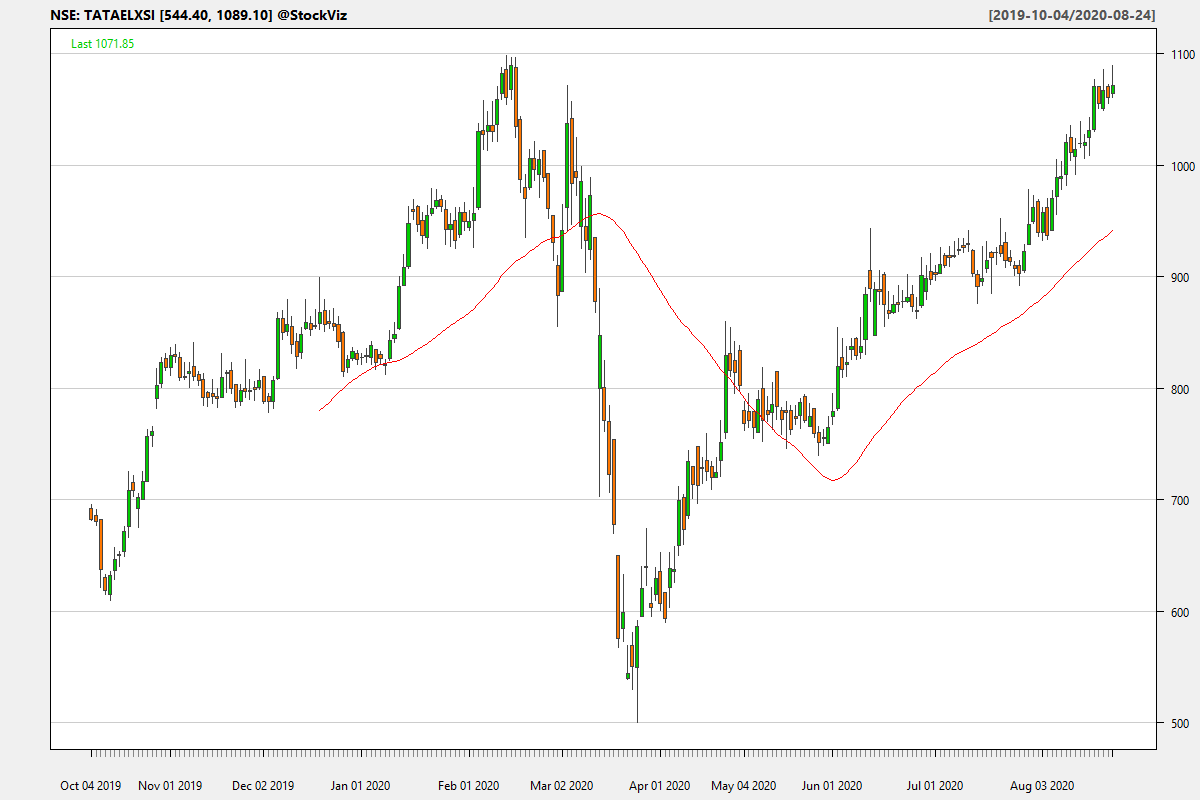 NSE: TATAELXSI [544.40, 1089.10] @StockViz [2019-10-04/2020-08-24]
Last 1071.85
1100
1000
900
800
700
600
500
Oct 04 2019 Nov 01 2019 Dec 02 2019 Jan 01 2020 Feb 01 2020 Mar 02 2020 Apr 01 2020 May 04 2020 Jun 01 2020 Jul 01 2020 Aug 03 2020